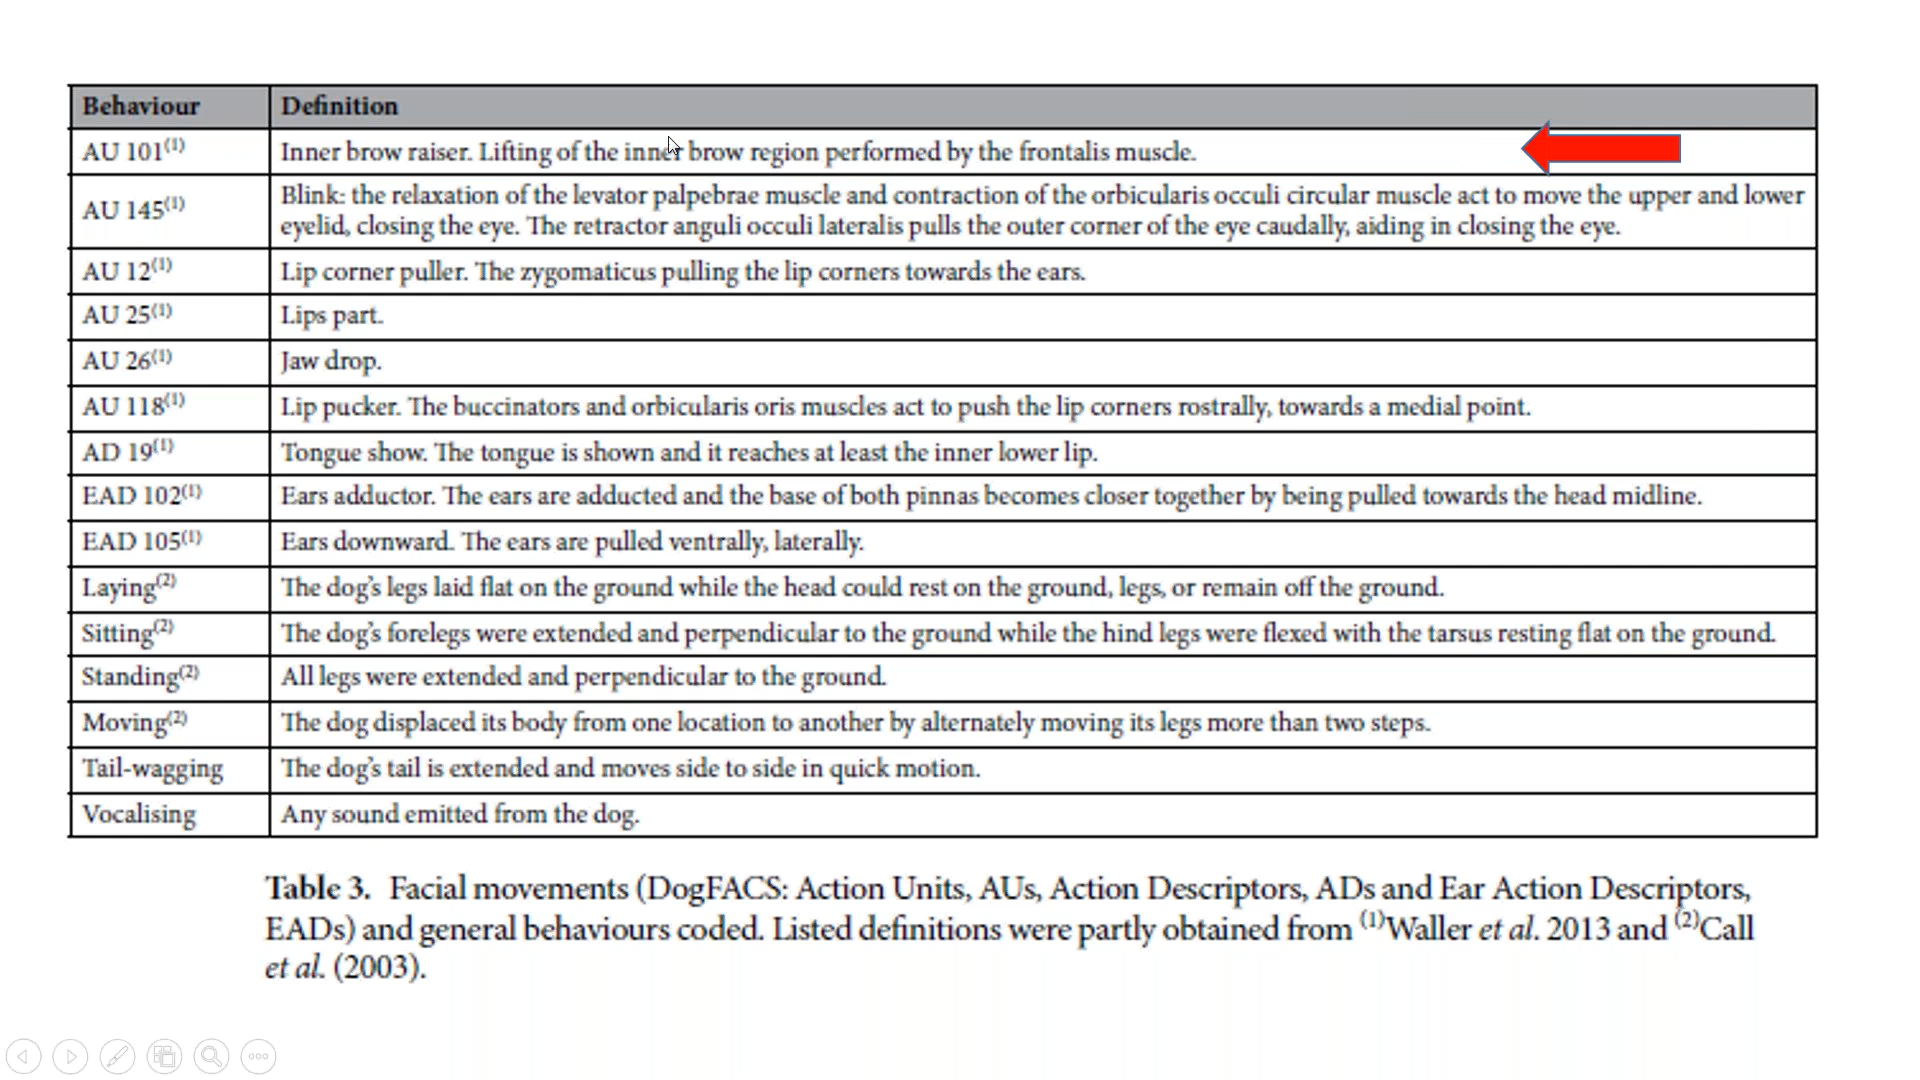 Behaviour Definition
AU 101(1) Inner brow raiser. Lifting of the inner brow region performed by the frontalis muscle.
AU 145(1) Blink: the relaxation of the levator palpebrae muscle and contraction of the orbicularis occuli circular muscle act to move the upper and lower
eyelid, closing the eye. The retractor anguli occuli lateralis pulls the outer corner of the eye caudally, aiding in closing the eye.
AU 12(1) Lip corner puller. The zygomaticus pulling the lip corners towards the ears.
AU 25(1) Lips part.
AU 26(1) Jaw drop.
AU 118(1) Lip pucker. The buccinators and orbicularis oris muscles act to push the lip corners rostrally, towards a medial point.
AD 19(1) Tongue show. The tongue is shown and it reaches at least the inner lower lip.
EAD 102(1) Ears adductor. The ears are adducted and the base of both pinnas becomes closer together by being pulled towards the head midline.
EAD 105(1) Ears downward. The ears are pulled ventrally, laterally.
Laying(2) The dog's legs laid flat on the ground while the head could rest on the ground, legs, or remain off the ground.
Sitting(2) The dog's forelegs were extended and perpendicular to the ground while the hind legs were flexed with the tarsus resting flat on the ground.
Standing(2) All legs were extended and perpendicular to the ground.
Moving(2) The dog displaced its body from one location to another by alternately moving its legs more than two steps.
Tail-wagging The dog's tail is extended and moves side to side in quick motion.
Vocalising Any sound emitted from the dog.
Table 3. Facial movements (DogFACS: Action Units, AUs, Action Descriptors, ADs and Ear Action Descriptors,
EADs) and general behaviours coded. Listed definitions were partly obtained from (1)Waller et al. 2013 and (2)Call
et al. (2003).